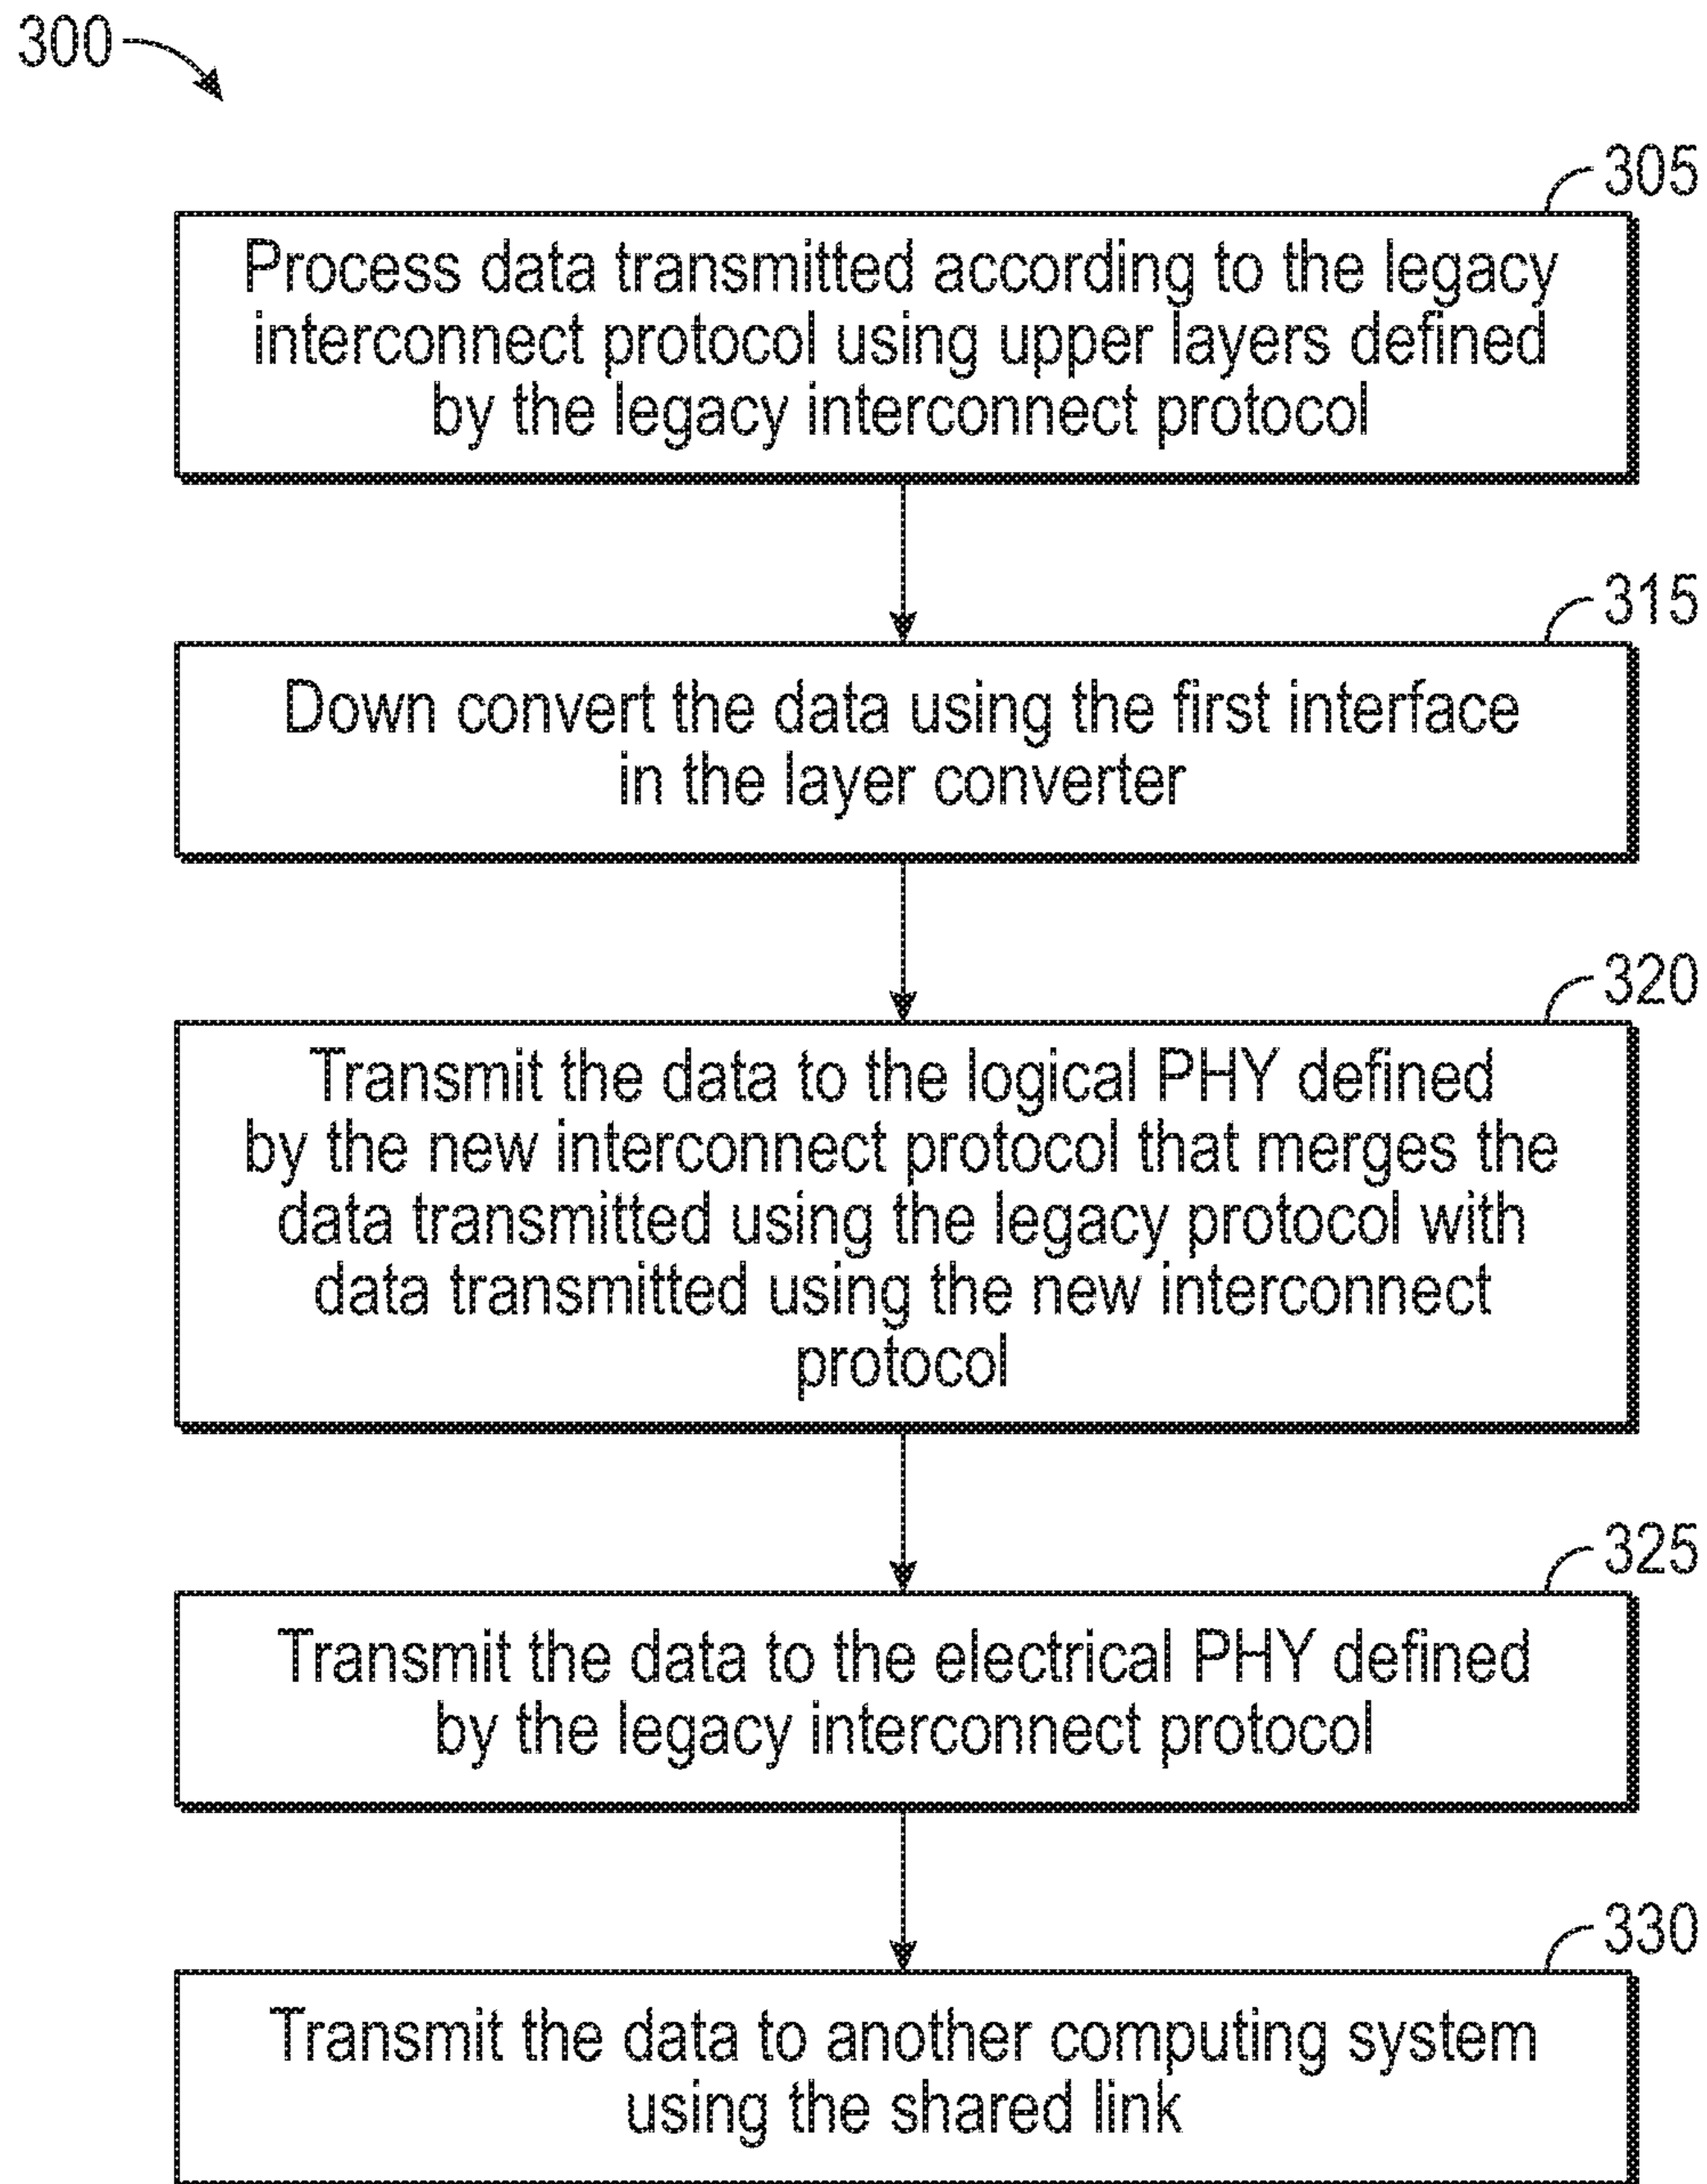 300
305
Process data transmitted according to the legacy
interconnect protocol using upper layers defined
by the legacy interconnect protocol
315
Down convert the data using the first interface
in the layer converter
320
Transmit the data to the logical PHY defined
by the new interconnect protocol that merges the
data transmitted using the legacy protocol with
data transmitted using the new interconnect
protocol
325
Transmit the data to the electrical PHY defined
by the legacy interconnect protocol
330
Transmit the data to another computing system
using the shared link